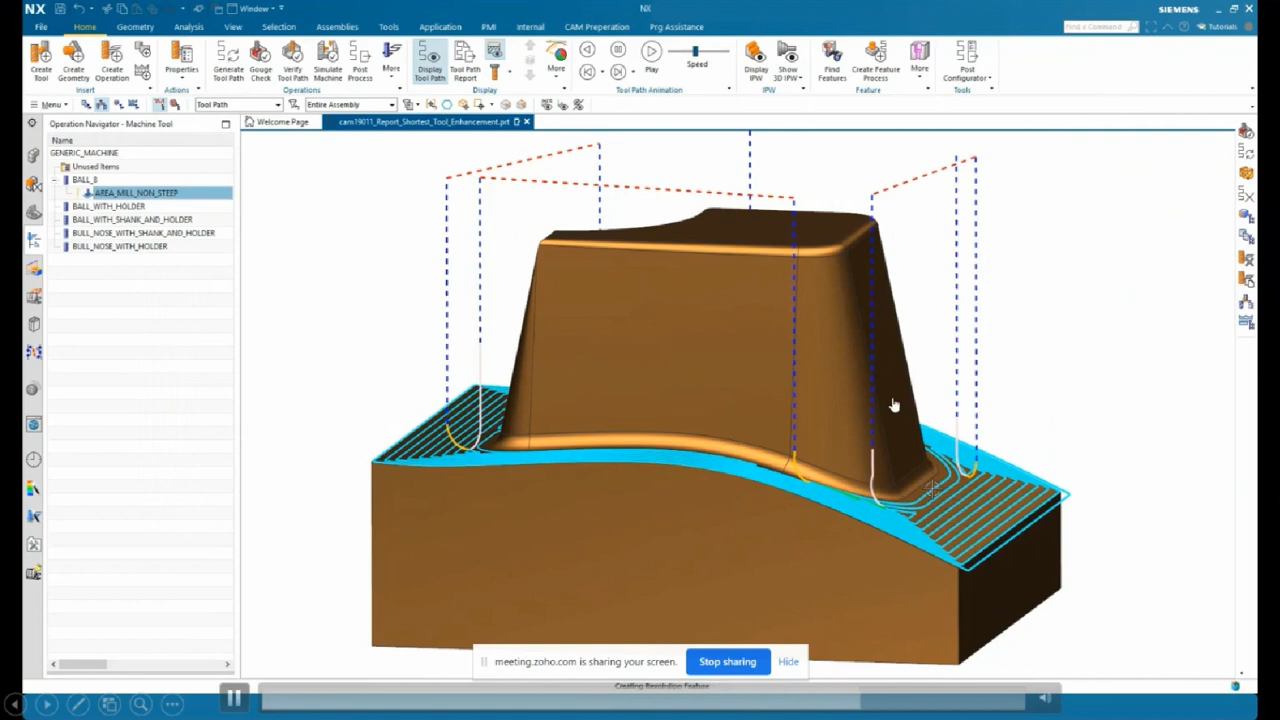 NX
Window
NX
SIEMENS
File
Home
Geometry
Analysis
View
Selection
Assemblies
Tools
Application
PMI
Internal
CAM Preperation
Prg Assistance
Find a Command
Tutorials
Create Tool
Create Geometry
Create Operation
Properties
Generate Tool Path
Gouge Check
Verify Tool Path
Simulate Machine
Post Process
More
Display Tool Path
Tool Path Report
More
Play
Speed
Display IPW
Show 3D IPW
Find Features
Create Feature Process
More
Post Configurator
Insert
Actions
Operations
Display
Tool Path Animation
IPW
Feature
Tools
Menu
Tool Path
Entire Assembly
Operation Navigator - Machine Tool
Welcome Page
cam19011_Report_Shortest_Tool_Enhancement.prt
Name
GENERIC_MACHINE
Unused Items
BALL_8
AREA_MILL_NON_STEEP
BALL_WITH_HOLDER
BALL_WITH_SHANK_AND_HOLDER
BULL_NOSE_WITH_SHANK_AND_HOLDER
BULL_NOSE_WITH_HOLDER
meeting.zoho.com is sharing your screen.
Stop sharing
Hide
Creating Revolution Feature